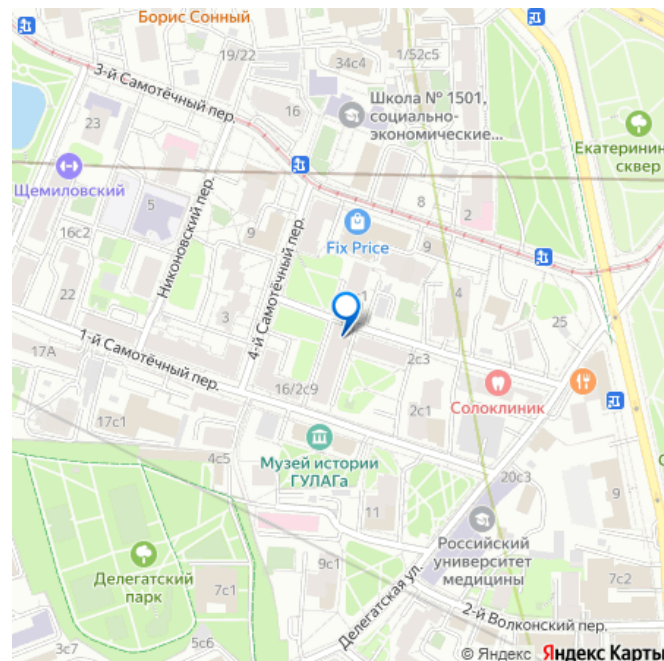 Борис Сонный
19/22
34с4
1/52с5
3-й Самотёчный пер.
16
Школа № 1501,
социально-
экономические...
23
Екатеринин
сквер
Щемиловский
5
8
2
Никоновский пер.
16с2
9
Fix Price
9
4-й Самотёчный пер.
4
22
3
25
1-й Самотёчный пер.
17А
2с3
16/2с9
2с1
Солоклиник
17с1
Музей истории
ГУЛАГа
4с5
20с3
9
11
Российский
университет
медицины
Делегатский
парк
7с1
9с1
7с2
Делегатская ул.
2-й Волконский пер.
5с6
3с7
© Яндекс Яндекс Карты